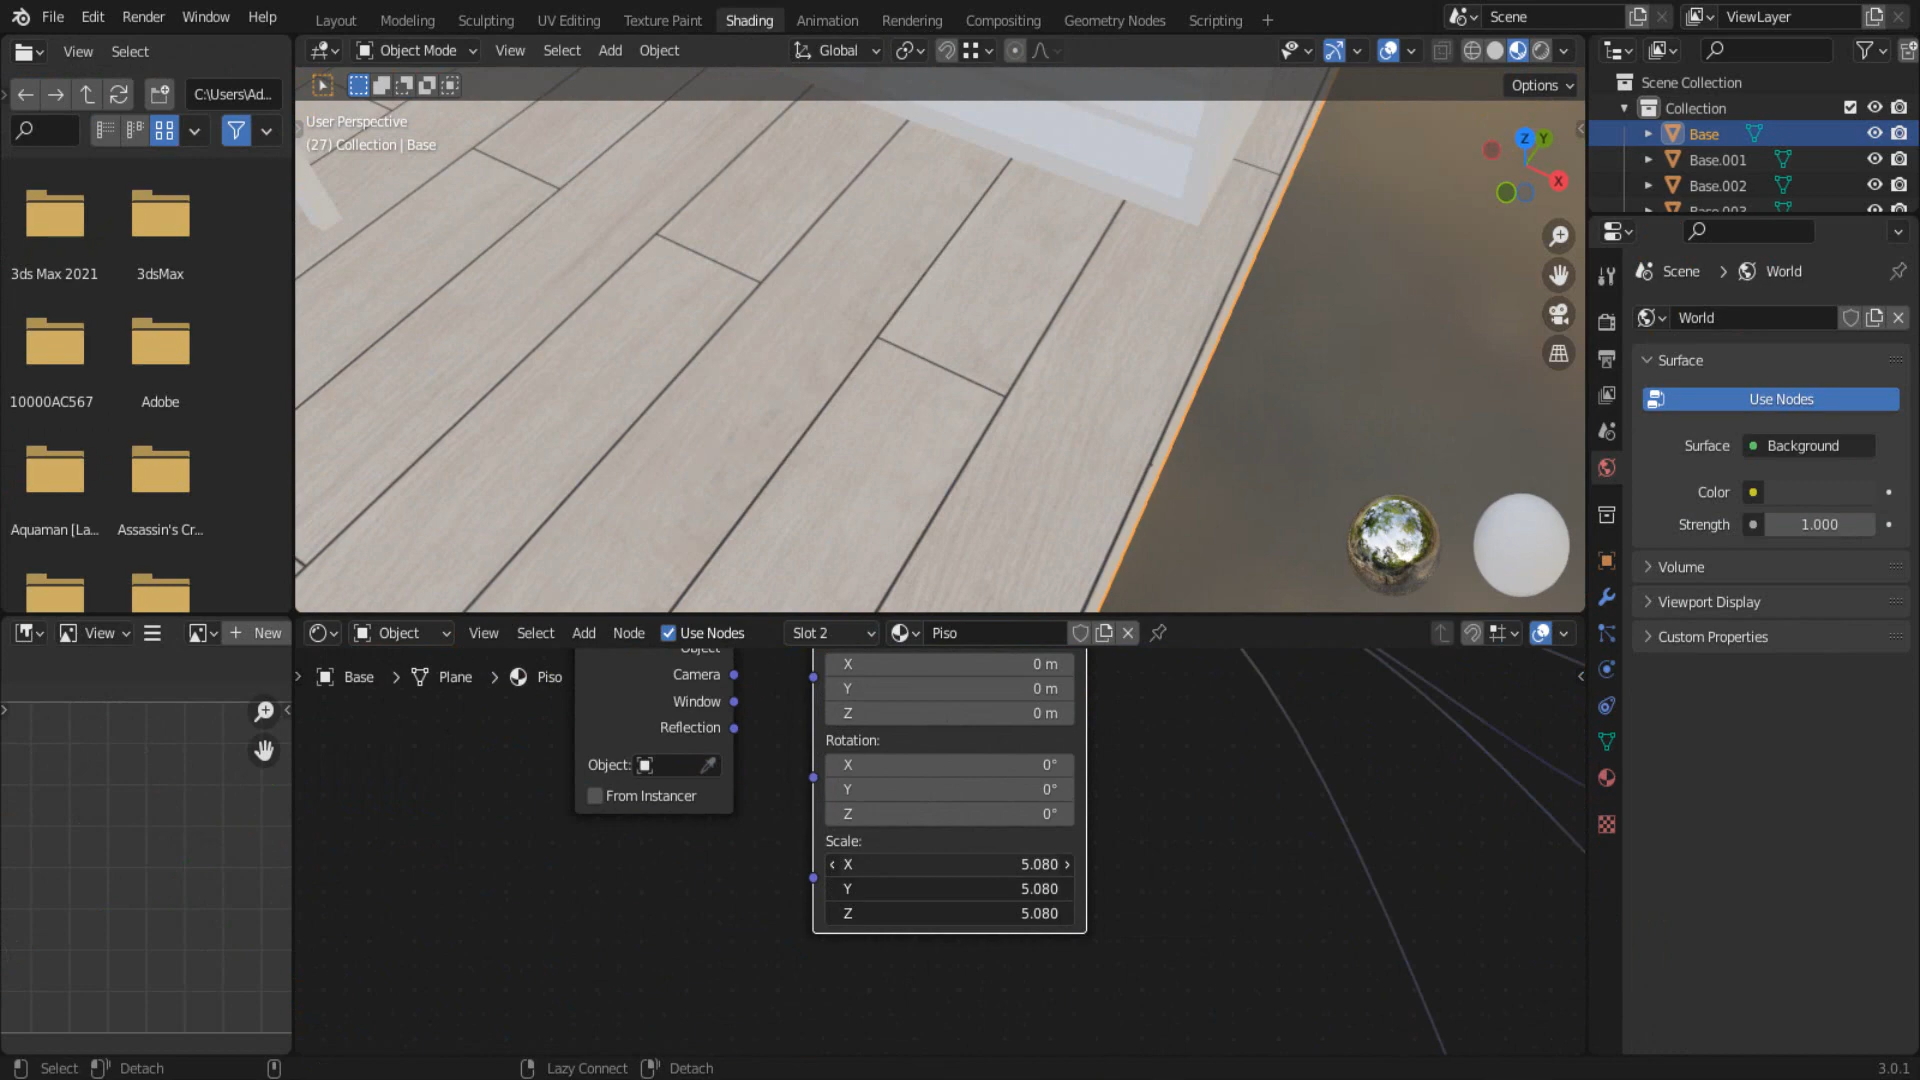 File Edit Render Window Help
Layout Modeling Sculpting UV Editing Texture Paint Shading Animation Rendering Compositing Geometry Nodes Scripting
Scene
ViewLayer
View Select
Object Mode View Select Add Object
Global
C:\Users\Ad...
Options
User Perspective
(27) Collection | Base
Z
Y
X
3ds Max 2021
3dsMax
10000AC567
Adobe
Aquaman [La...
Assassin's Cr...
Scene Collection
Collection
Base
Base.001
Base.002
Base.003
Scene
World
World
Surface
Use Nodes
Surface
Background
Color
Strength
1.000
Volume
Viewport Display
Custom Properties
View
New
Object View Select Add Node Use Nodes
Slot 2
Piso
Base
Plane
Piso
Object
Camera
Window
Reflection
Object:
From Instancer
X 0 m
Y 0 m
Z 0 m
Rotation:
X 0°
Y 0°
Z 0°
Scale:
X 5.080
Y 5.080
Z 5.080
Select
Detach
Lazy Connect
Detach
3.0.1